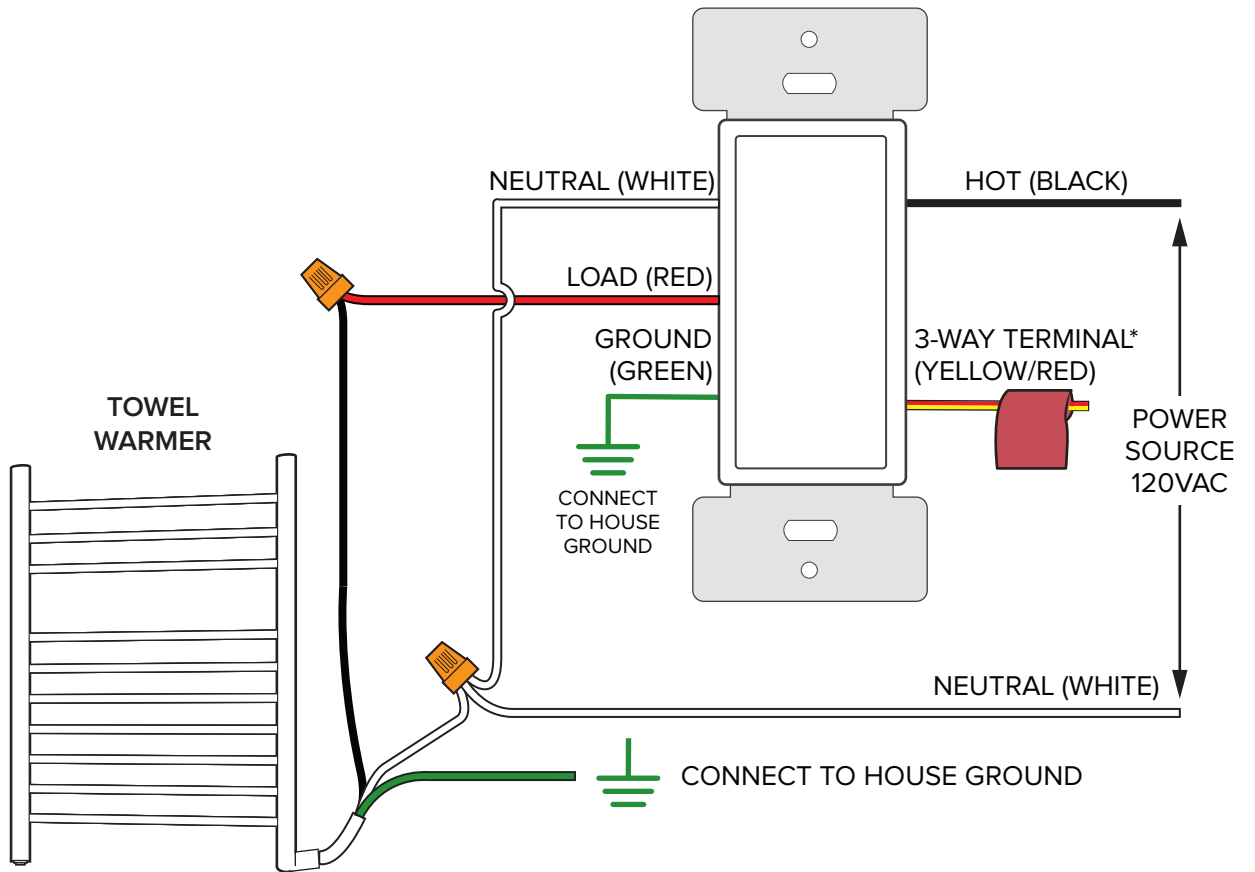 NEUTRAL (WHITE)
HOT (BLACK)
LOAD (RED)
GROUND
(GREEN)
3-WAY TERMINAL*
(YELLOW/RED)
CONNECT
TO HOUSE
GROUND
POWER
SOURCE
120VAC
TOWEL
WARMER
NEUTRAL (WHITE)
CONNECT TO HOUSE GROUND